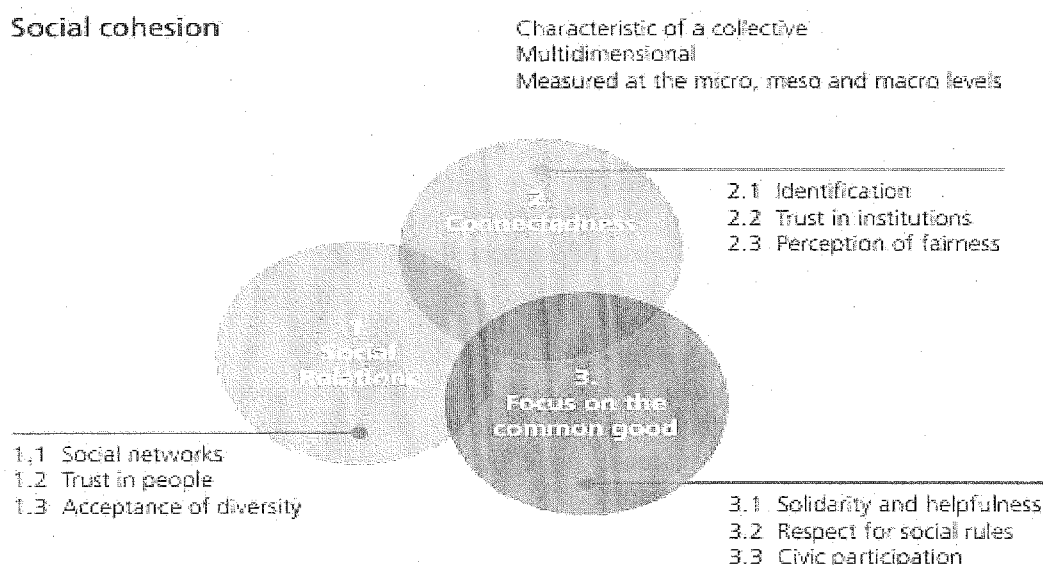 Social cohesion
Characteristic of a collective
Multidimensional
Measured at the micro, meso and macro levels
2.
Connectedness
2.1 Identification
2.2 Trust in institutions
2.3 Perception of fairness
1.
Social
Relations
3.
Focus on the
common good
1.1 Social networks
1.2 Trust in people
1.3 Acceptance of diversity
3.1 Solidarity and helpfulness
3.2 Respect for social rules
3.3 Civic participation